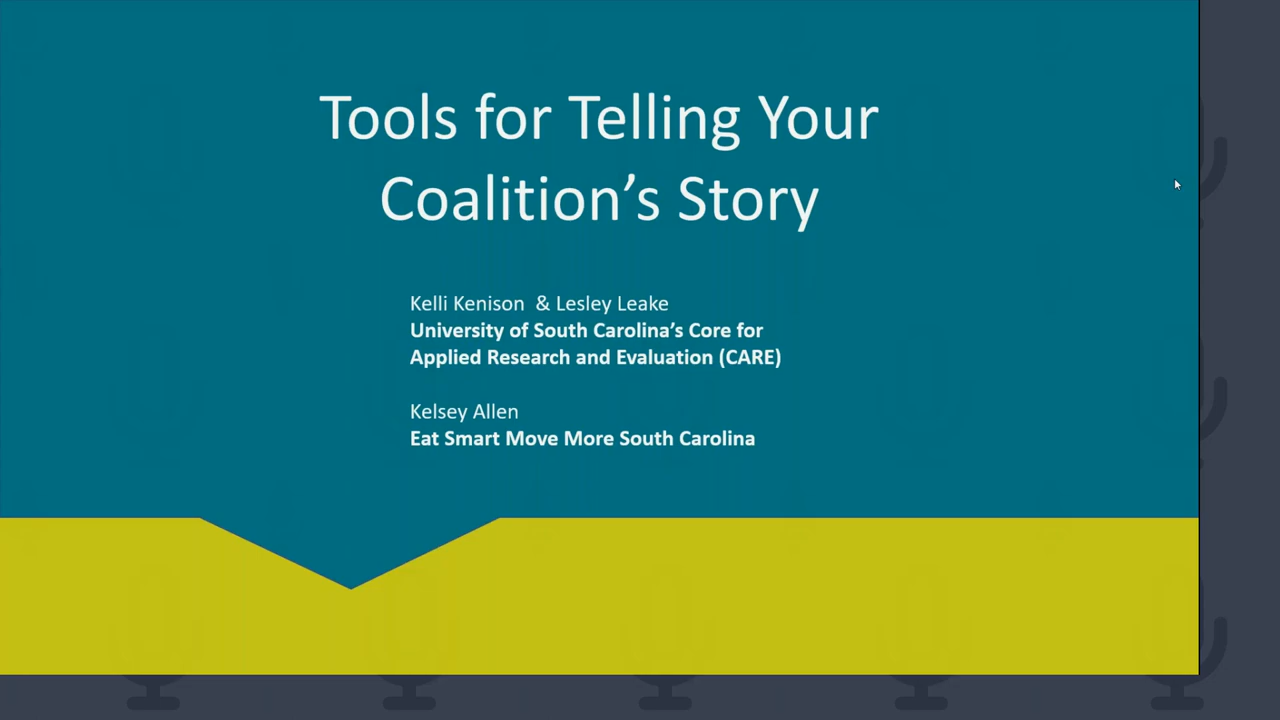 Tools for Telling Your
Coalition’s Story
Kelli Kenison  & Lesley Leake
University of South Carolina’s Core for
Applied Research and Evaluation (CARE)
Kelsey Allen
Eat Smart Move More South Carolina